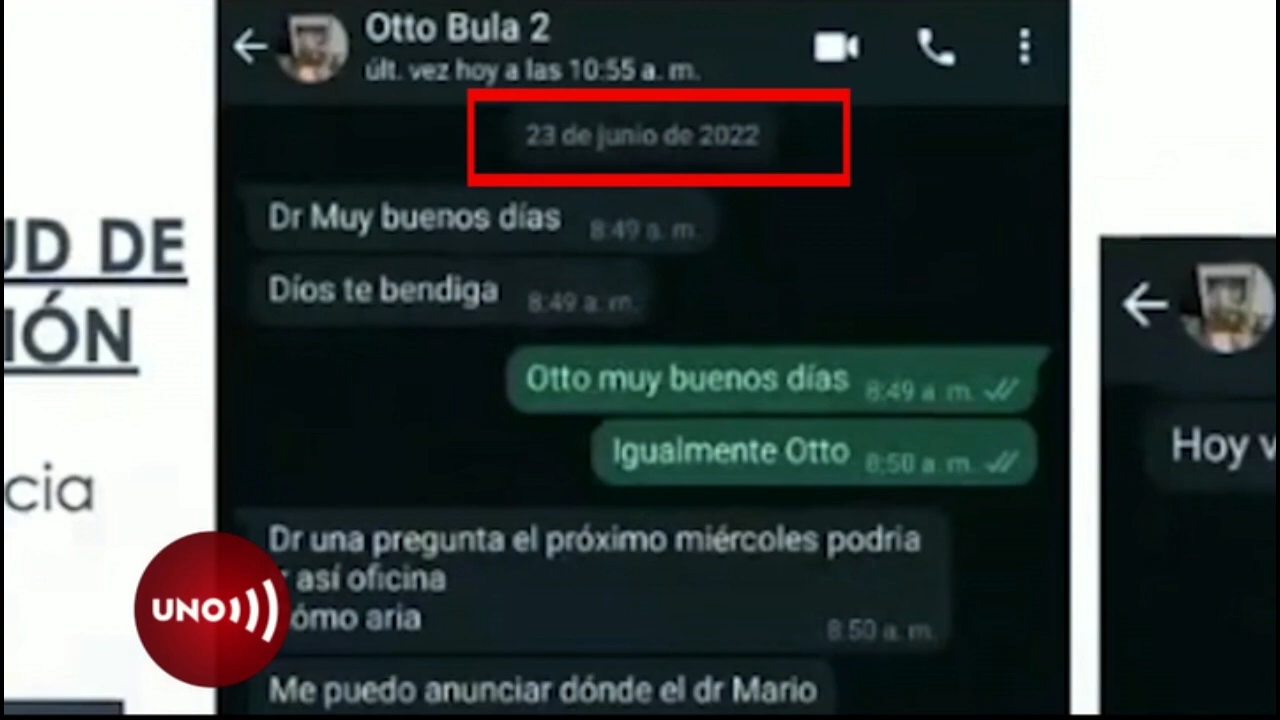 Otto Bula 2
últ. vez hoy a las 10:55 a. m.
23 de junio de 2022
Dr Muy buenos días 8:49 a. m.
Díos te bendiga 8:49 a. m.
Otto muy buenos días 8:49 a. m.
Igualmente Otto 8:50 a. m.
Dr una pregunta el próximo miércoles podría
r así oficina
ómo aria 8:50 a. m.
Me puedo anunciar dónde el dr Mario
UD DE
IÓN
cia
Hoy v
UNO